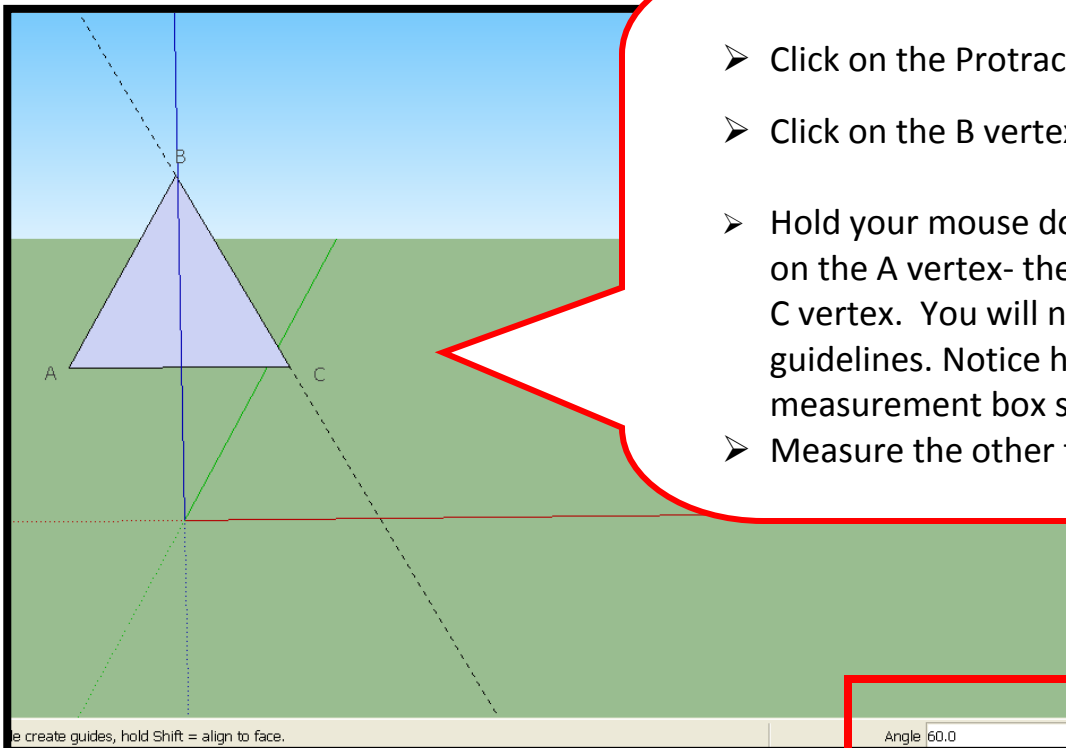 ➢ Click on the Protrac
➢ Click on the B vertex
➢ Hold your mouse do
on the A vertex- the
C vertex. You will n
guidelines. Notice h
measurement box s
➢ Measure the other
B
A
C
create guides, hold Shift = align to face.
Angle 60.0